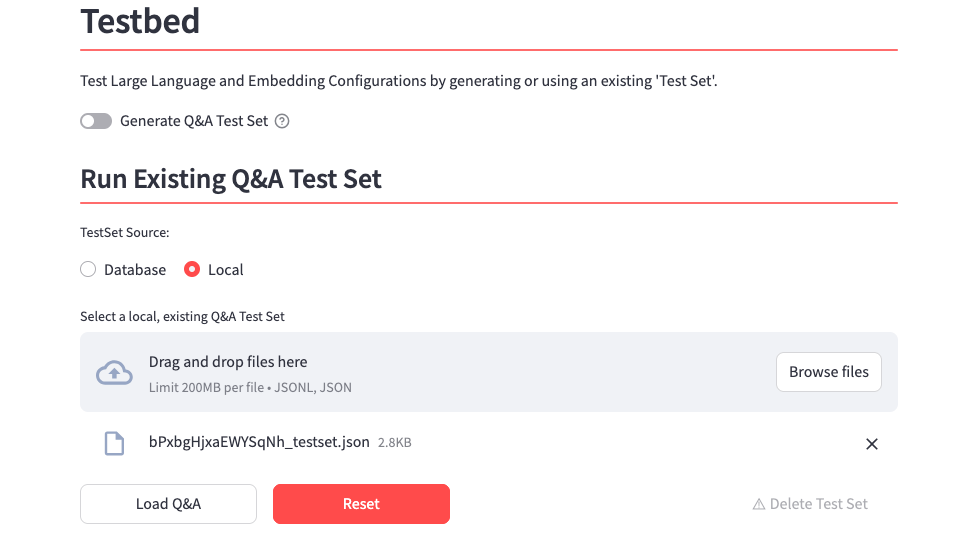 Testbed
Test Large Language and Embedding Configurations by generating or using an existing 'Test Set'.
Generate Q&A Test Set
Run Existing Q&A Test Set
TestSet Source:
Database Local
Select a local, existing Q&A Test Set
Drag and drop files here
Limit 200MB per file • JSONL, JSON
Browse files
bPxbgHjxaEWYSqNh_testset.json 2.8KB
Load Q&A Reset Delete Test Set